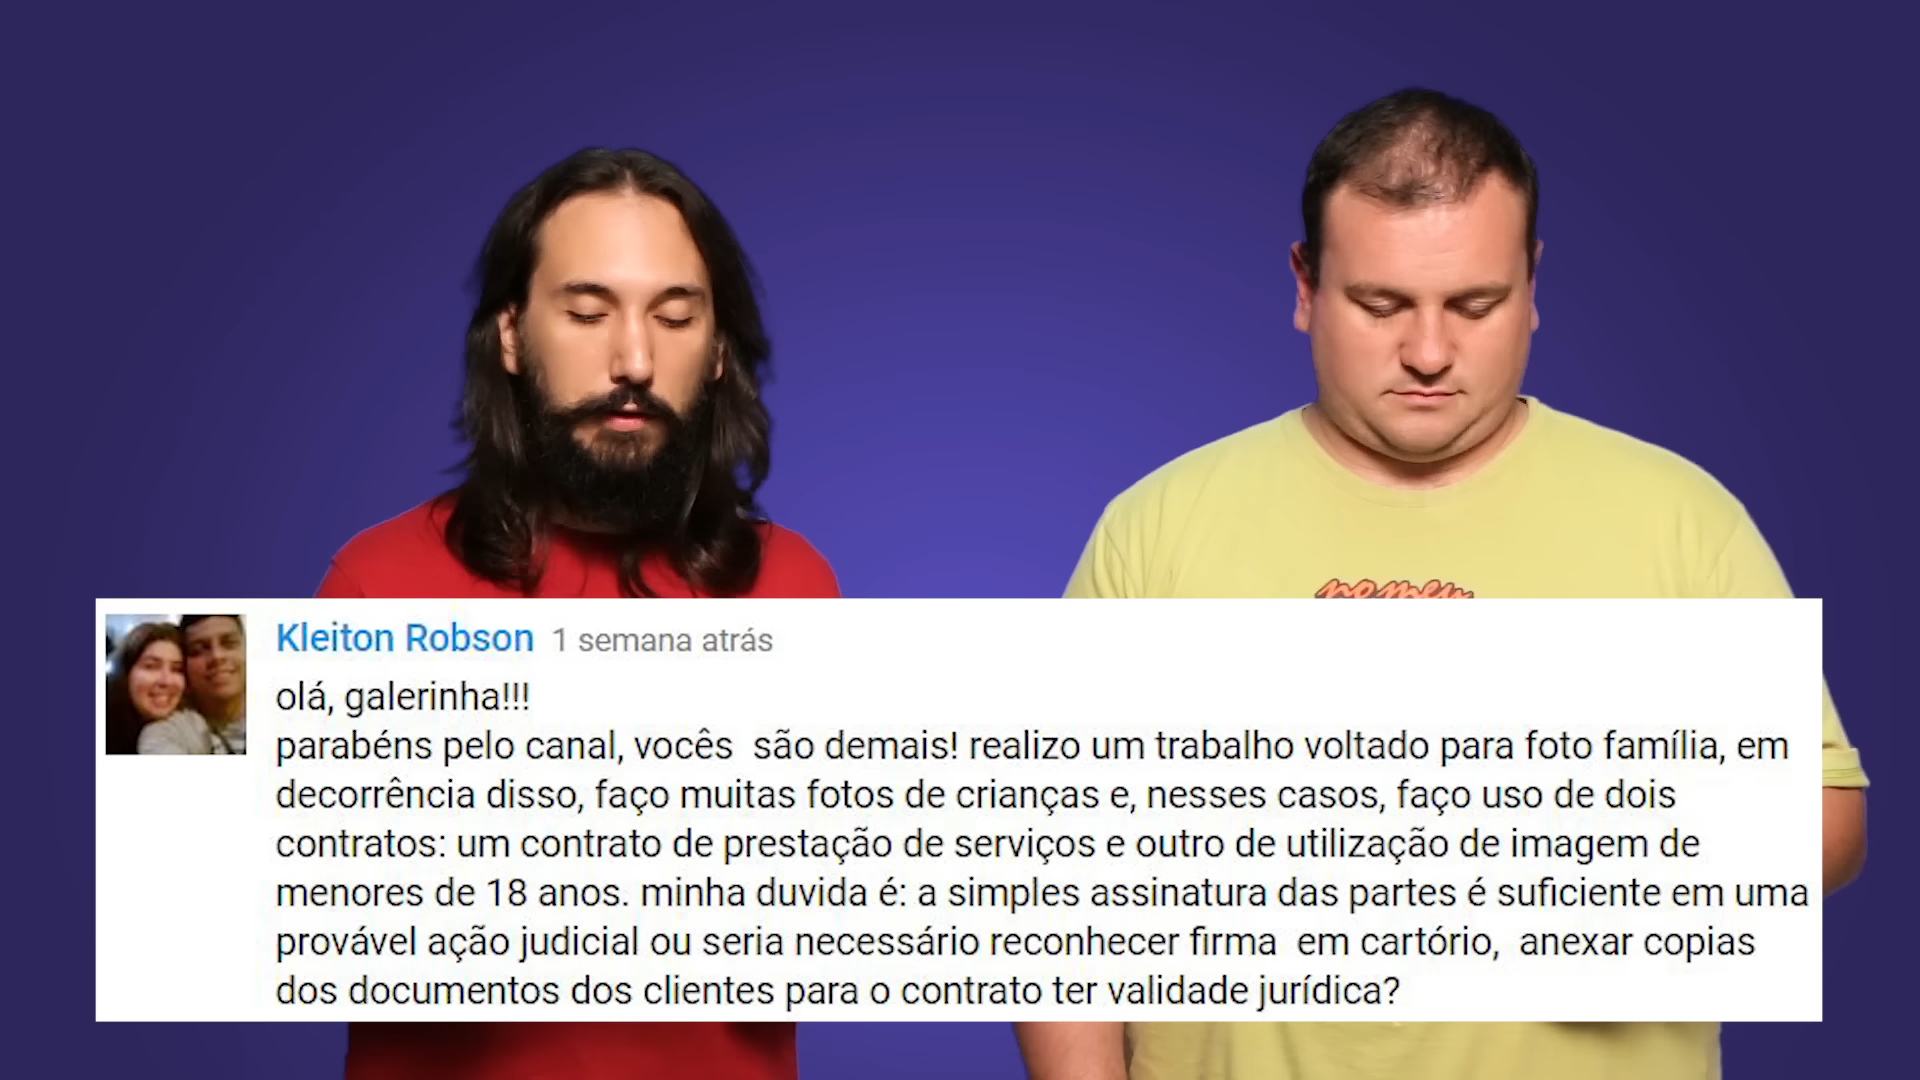 Kleiton Robson 1 semana atrás
olá, galerinha!!!
parabéns pelo canal, vocês  são demais! realizo um trabalho voltado para foto família, em
decorrência disso, faço muitas fotos de crianças e, nesses casos, faço uso de dois
contratos: um contrato de prestação de serviços e outro de utilização de imagem de
menores de 18 anos. minha duvida é: a simples assinatura das partes é suficiente em uma
provável ação judicial ou seria necessário reconhecer firma  em cartório,  anexar copias
dos documentos dos clientes para o contrato ter validade jurídica?